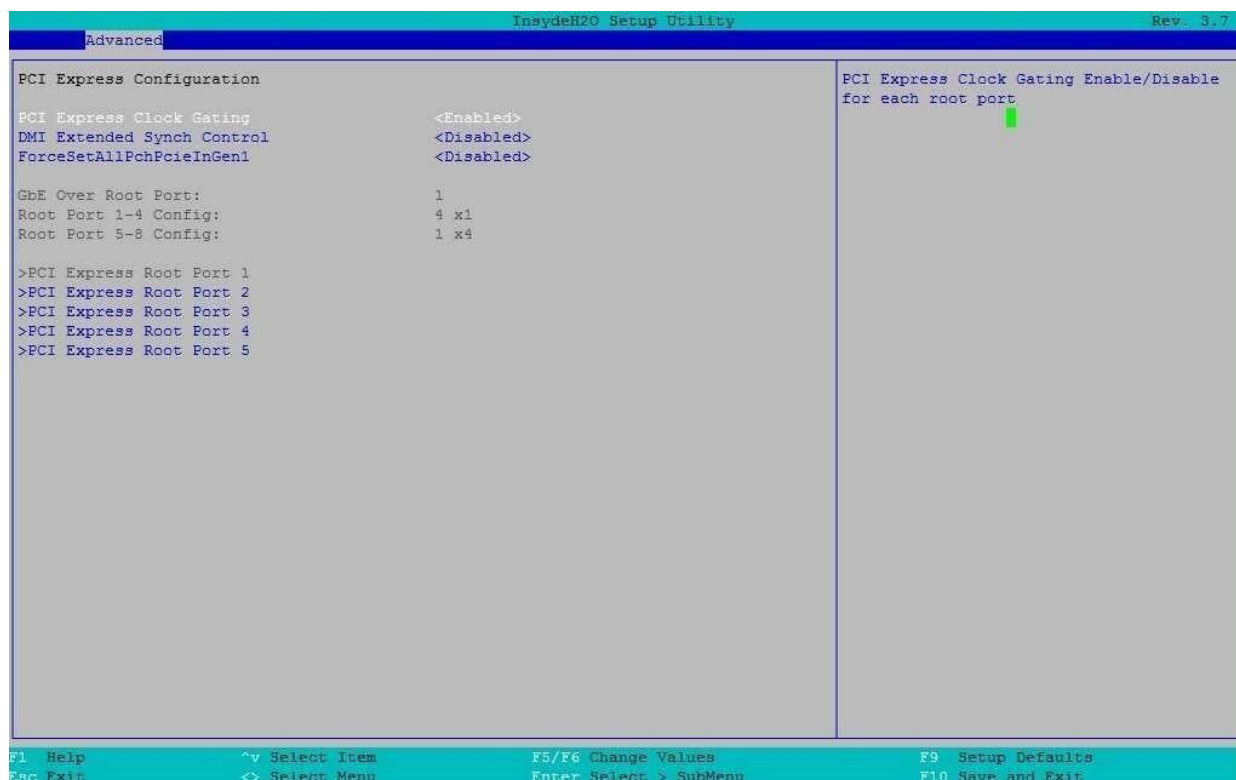 InsydeH20 Setup Utility Rev. 3.7
Advanced
PCI Express Configuration
PCI Express Clock Gating <Enabled>
DMI Extended Synch Control <Disabled>
ForceSetAllPchPcieInGen1 <Disabled>
GbE Over Root Port: 1
Root Port 1-4 Config: 4 x1
Root Port 5-8 Config: 1 x4
>PCI Express Root Port 1
>PCI Express Root Port 2
>PCI Express Root Port 3
>PCI Express Root Port 4
>PCI Express Root Port 5
PCI Express Clock Gating Enable/Disable
for each root port
F1 Help ^v Select Item F5/F6 Change Values F9 Setup Defaults
Esc Exit <> Select Menu Enter Select > SubMenu F10 Save and Exit